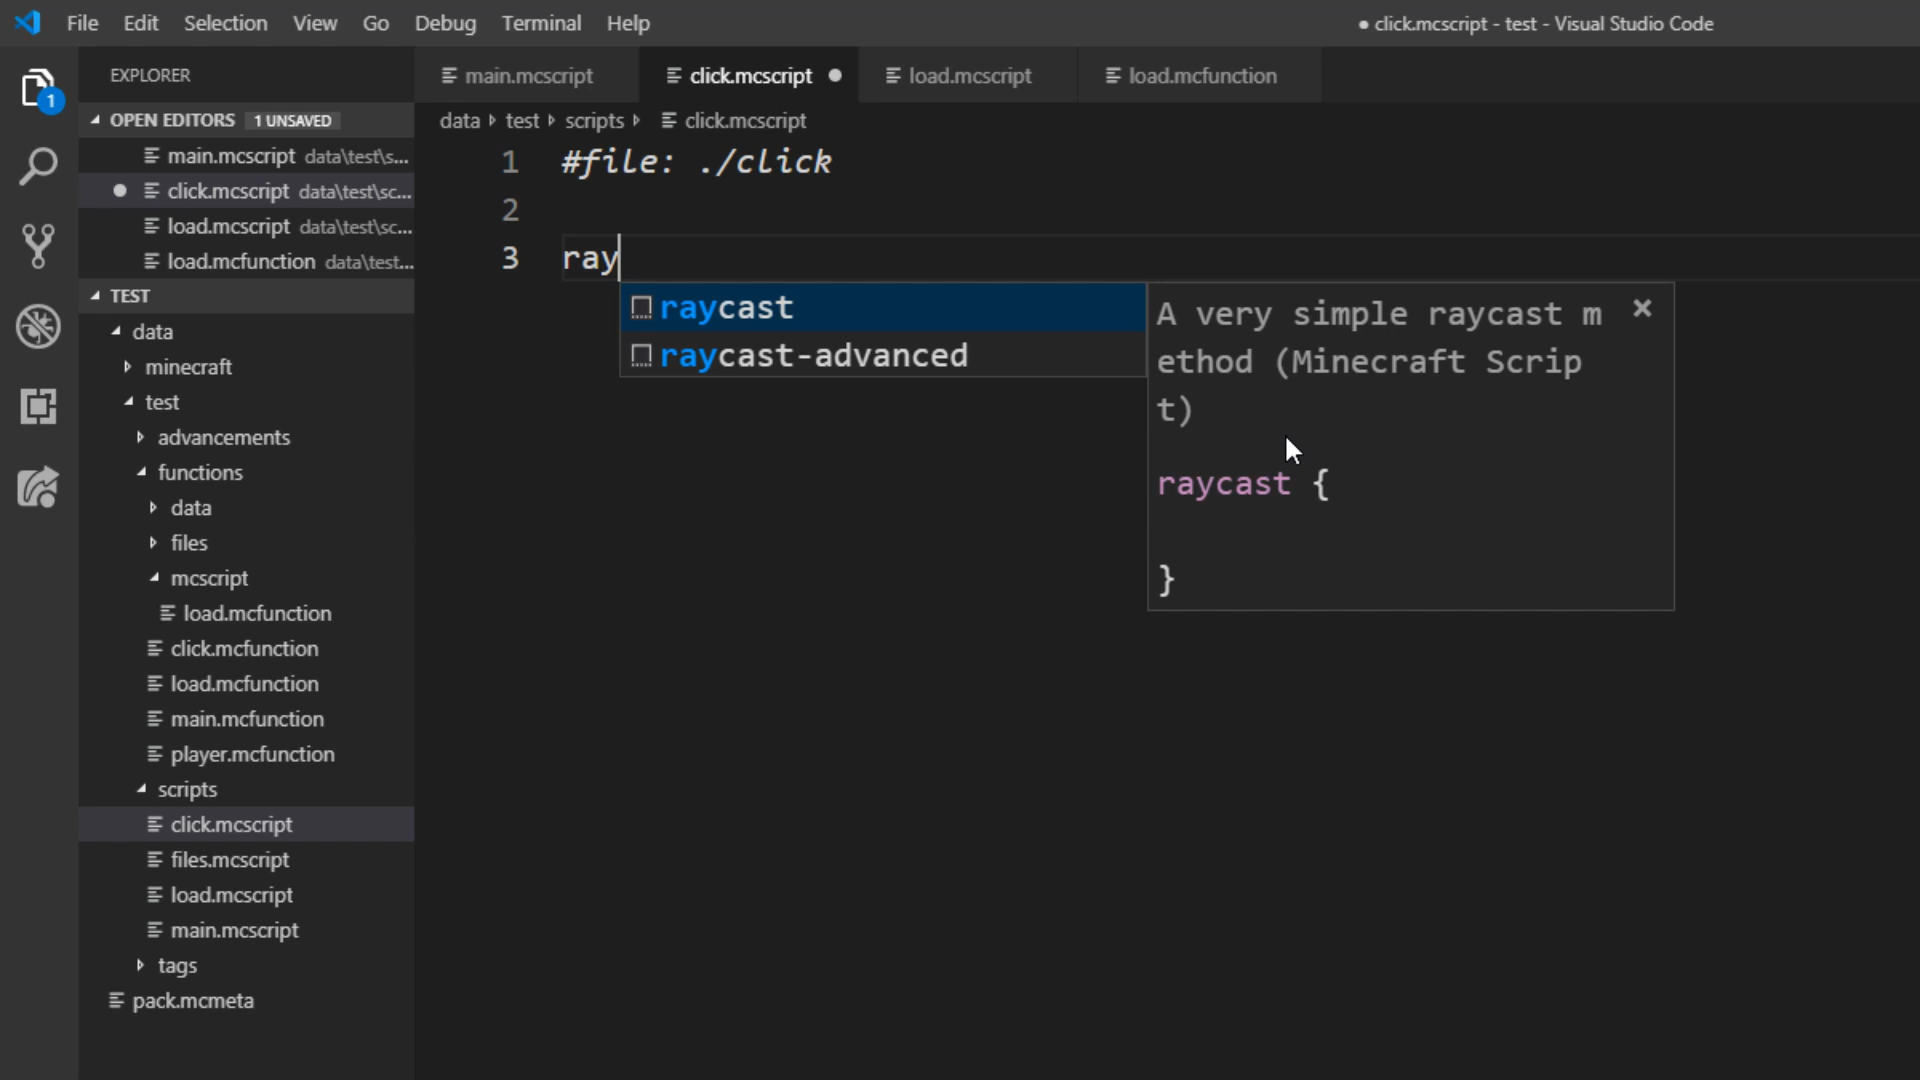 File Edit Selection View Go Debug Terminal Help
● click.mcscript - test - Visual Studio Code
1
EXPLORER
OPEN EDITORS 1 UNSAVED
main.mcscript data\test\s...
click.mcscript data\test\sc...
load.mcscript data\test\sc...
load.mcfunction data\test...
TEST
data
minecraft
test
advancements
functions
data
files
mcscript
load.mcfunction
click.mcfunction
load.mcfunction
main.mcfunction
player.mcfunction
scripts
click.mcscript
files.mcscript
load.mcscript
main.mcscript
tags
pack.mcmeta
main.mcscript click.mcscript load.mcscript load.mcfunction
data test scripts click.mcscript
1 #file: ./click
2
3 ray
raycast
raycast-advanced
A very simple raycast m
ethod (Minecraft Scrip
t)
raycast {
}